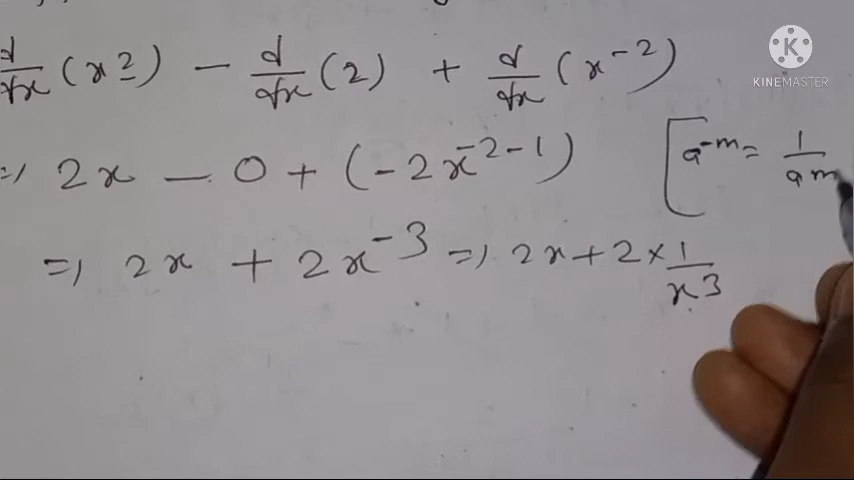 K
KINEMASTER
d/dx (x²) - d/dx (2) + d/dx (x⁻²)
⇒ 2x - 0 + (-2x⁻²⁻¹) [a⁻ᵐ = 1/aᵐ
⇒ 2x + 2x⁻³ ⇒ 2x + 2 × 1/x³